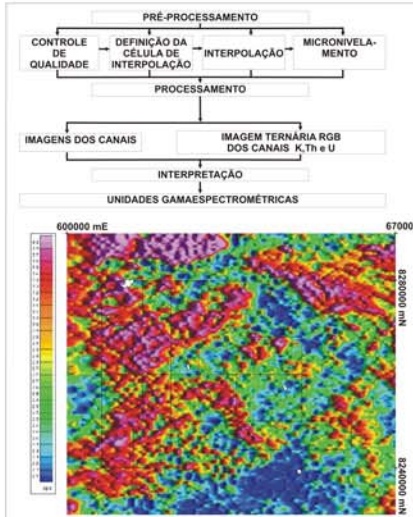 PRÉ-PROCESSAMENTO
CONTROLE
DE
QUALIDADE
DEFINIÇÃO DA
CÉLULA DE
INTERPOLAÇÃO
INTERPOLAÇÃO
MICRONIVELA-
MENTO
PROCESSAMENTO
IMAGENS DOS CANAIS
IMAGEM TERNÁRIA RGB
DOS CANAIS K,Th e U
INTERPRETAÇÃO
UNIDADES GAMAESPECTROMÉTRICAS
600000 mE
67000
8280000 mN
8240000 mN